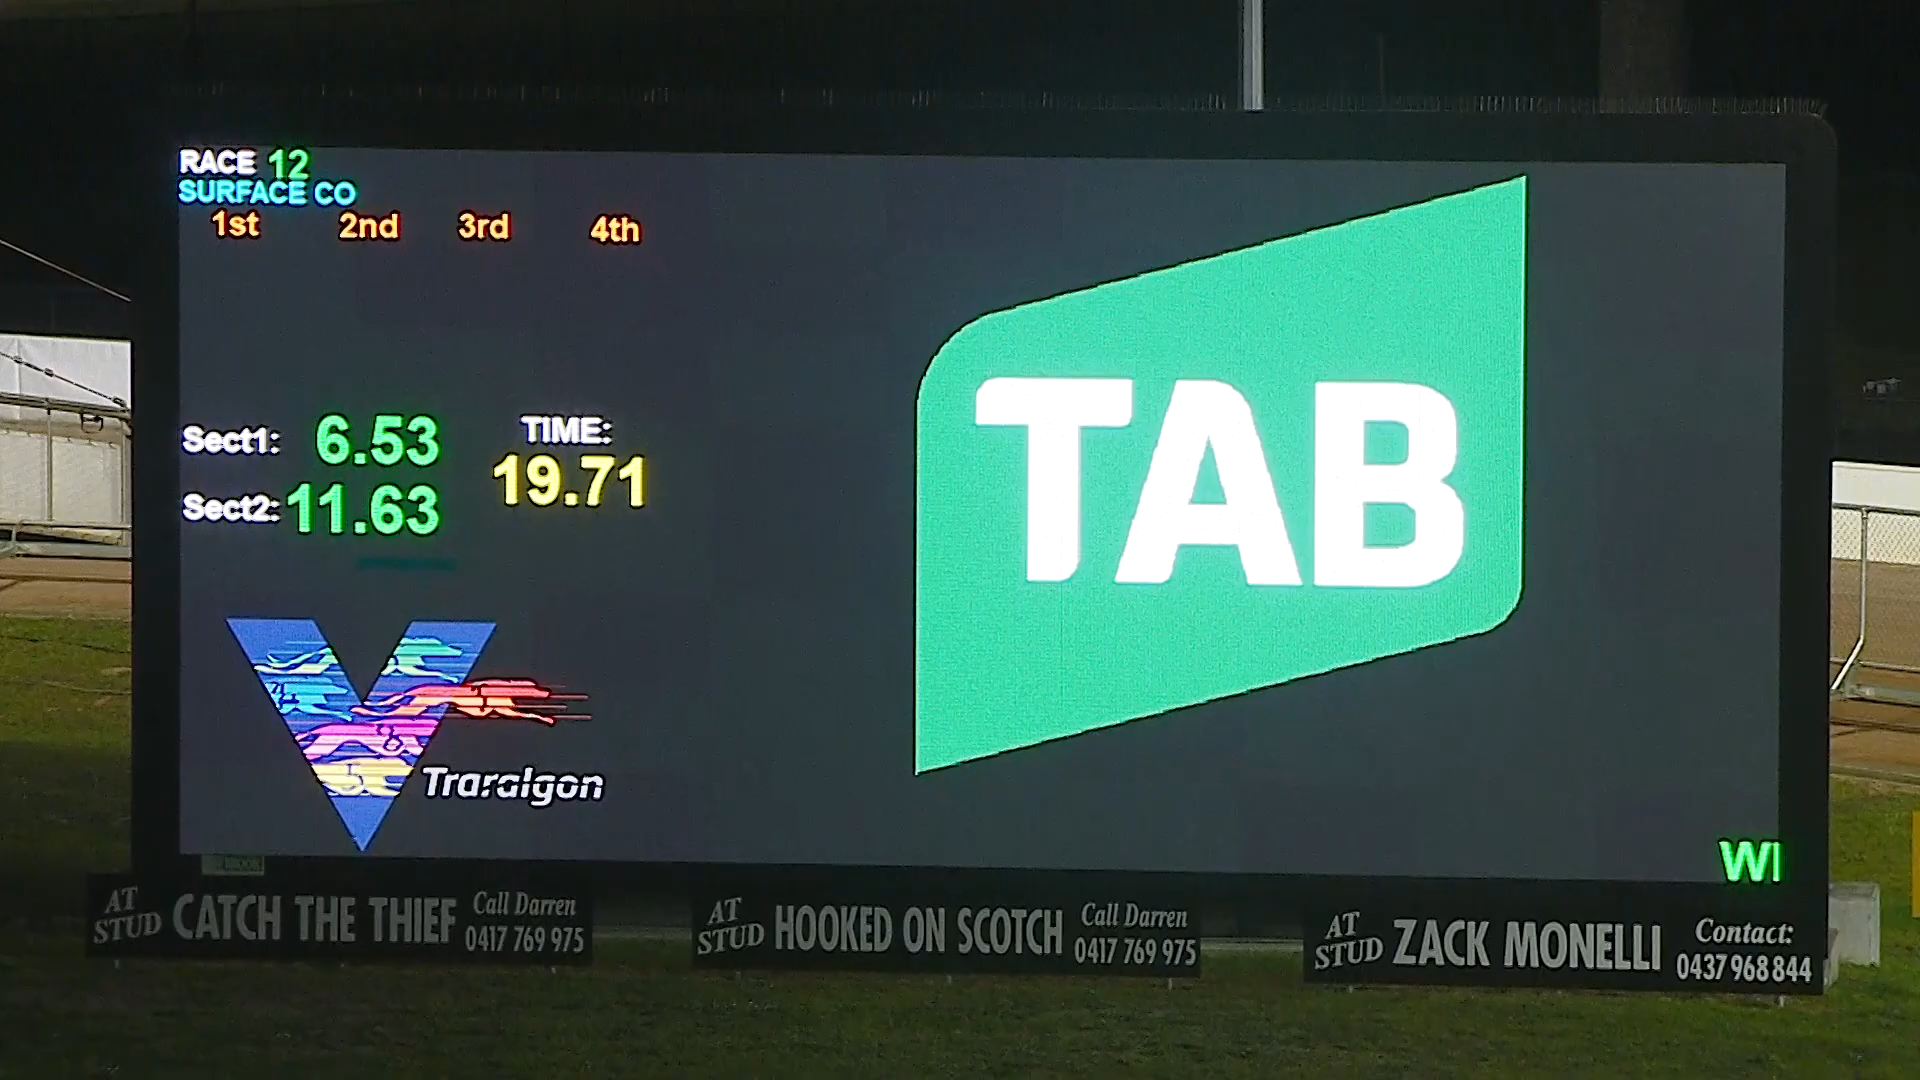 RACE 12
SURFACE CO
1st 2nd 3rd 4th
Sect1: 6.53
Sect2: 11.63
TIME:
19.71
TAB
Traralgon
WI
AT STUD CATCH THE THIEF Call Darren 0417 769 975
AT STUD HOOKED ON SCOTCH Call Darren 0417 769 975
AT STUD ZACK MONELLI Contact: 0437 968 844